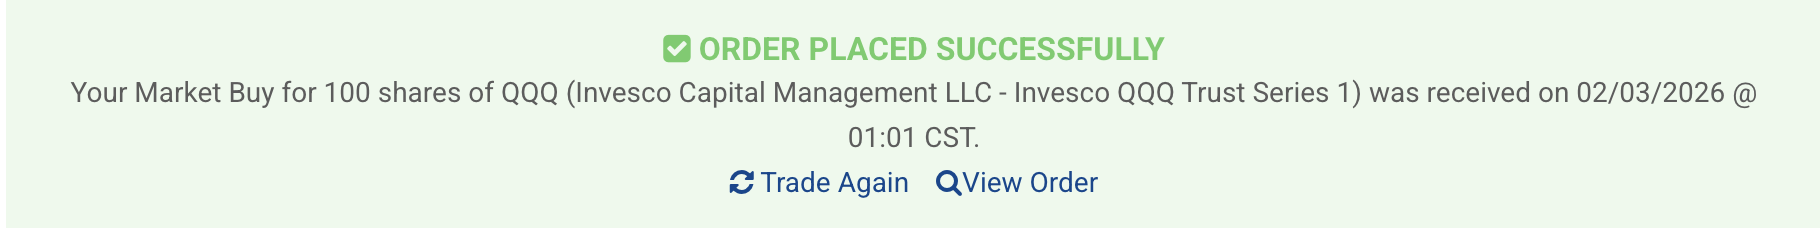 ORDER PLACED SUCCESSFULLY
Your Market Buy for 100 shares of QQQ (Invesco Capital Management LLC - Invesco QQQ Trust Series 1) was received on 02/03/2026 @
01:01 CST.
Trade Again View Order